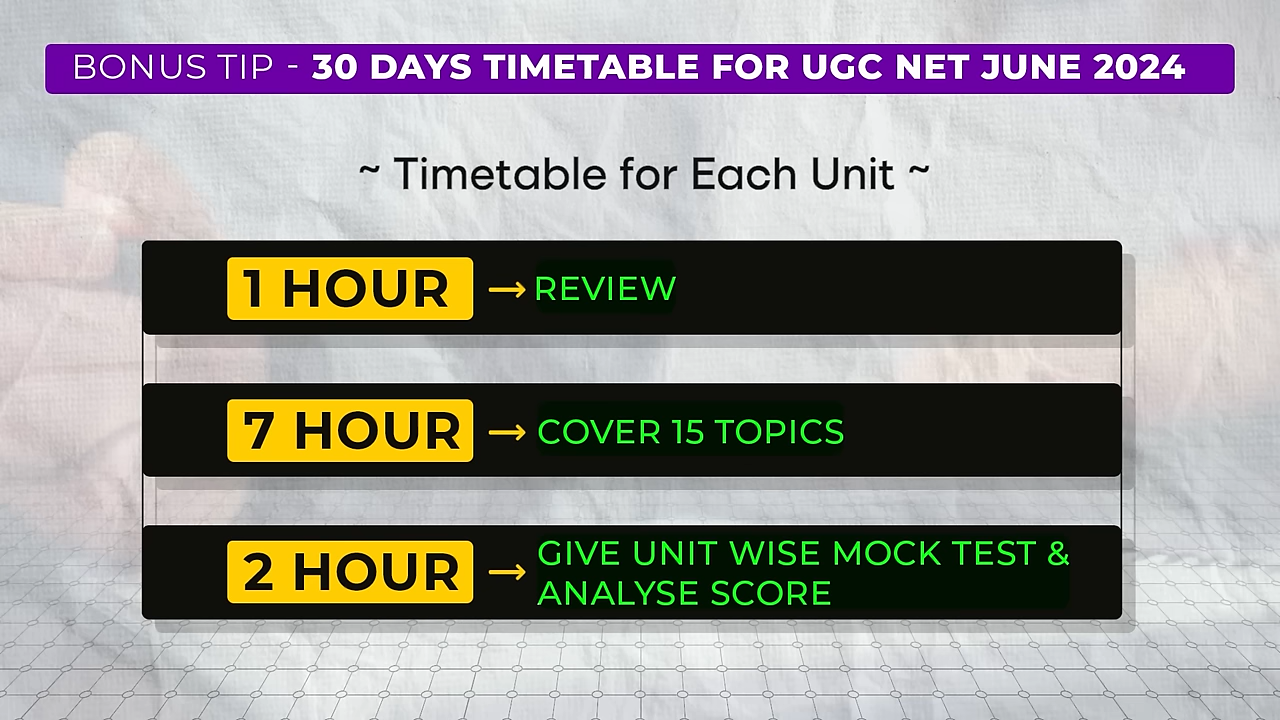 BONUS TIP - 30 DAYS TIMETABLE FOR UGC NET JUNE 2024
~ Timetable for Each Unit ~
1 HOUR → REVIEW
7 HOUR → COVER 15 TOPICS
2 HOUR → GIVE UNIT WISE MOCK TEST &
ANALYSE SCORE